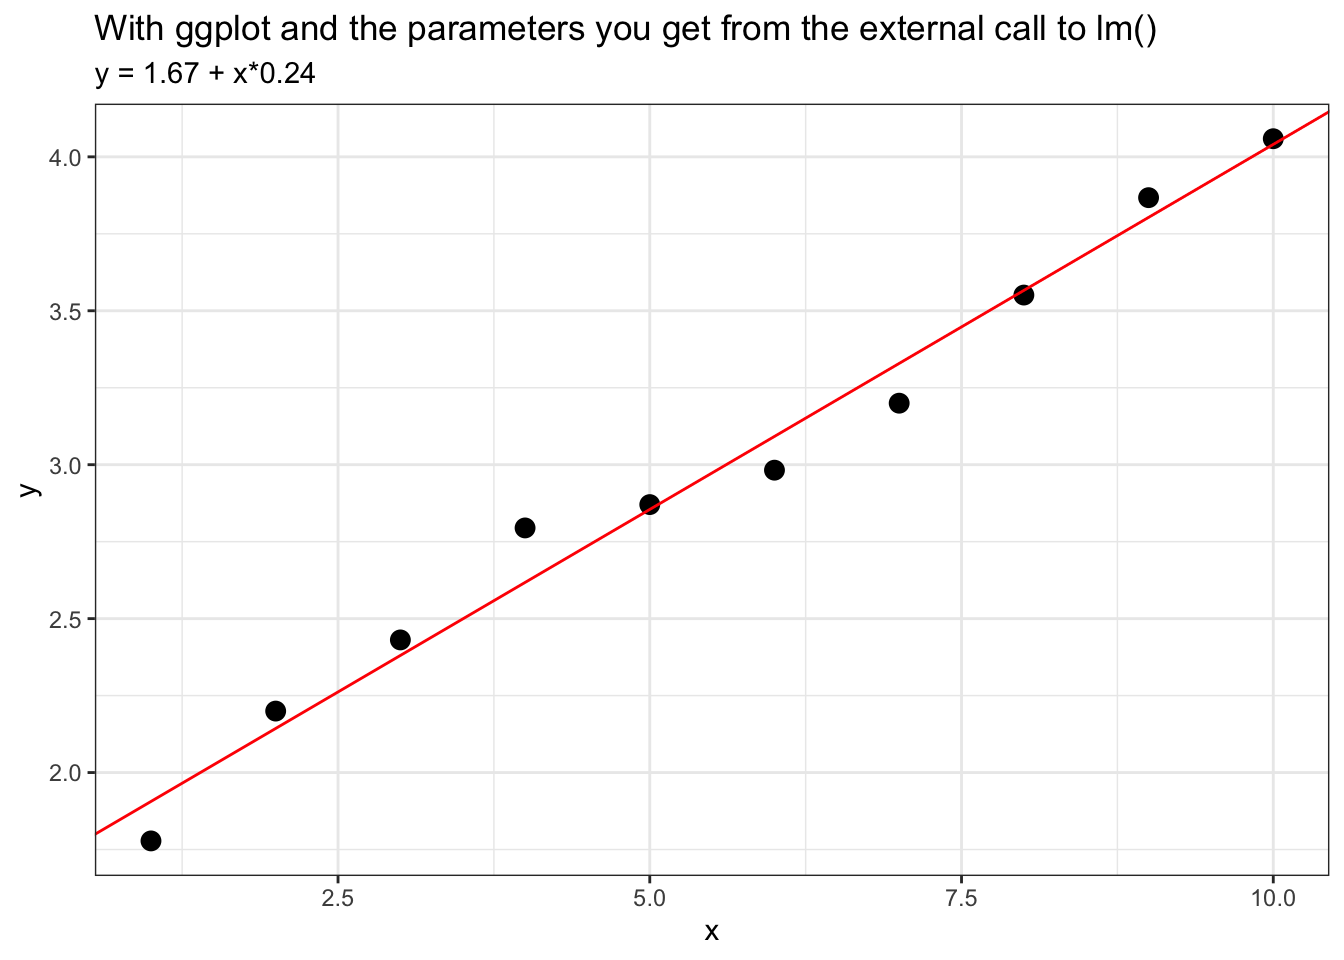 With ggplot and the parameters you get from the external call to lm()
y = 1.67 + x*0.24
4.0
3.5
3.0
2.5
2.0
y
2.5 5.0 7.5 10.0
x